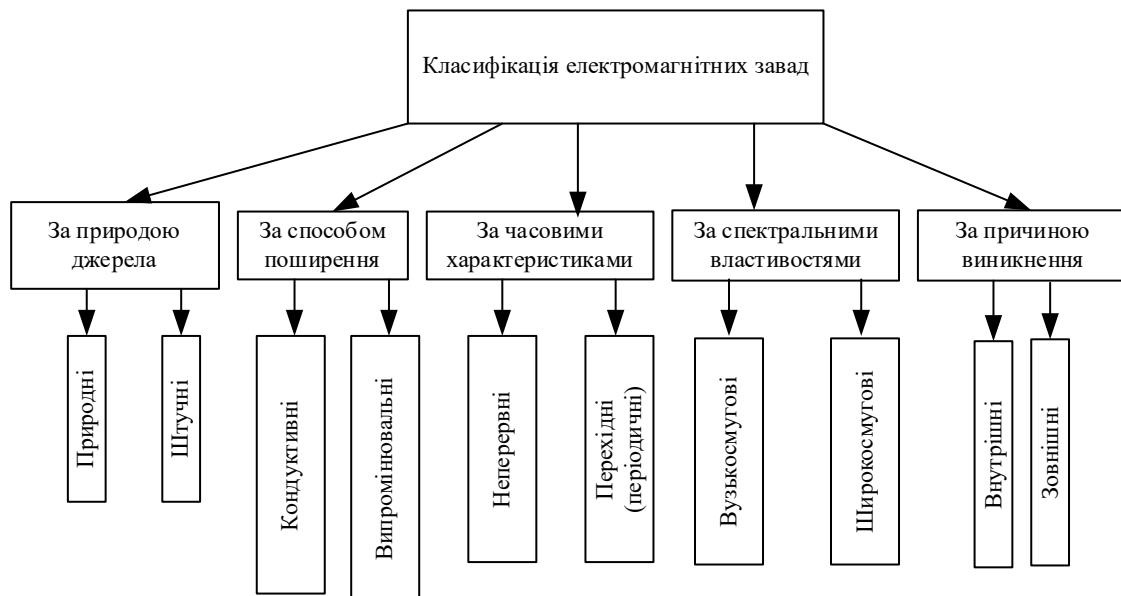 Класифікація електромагнітних завад
За природою
джерела
За способом
поширення
За часовими
характеристиками
За спектральними
властивостями
За причиною
виникнення
Природні
Штучні
Кондуктивні
Випромінювальні
Неперервні
Перехідні
(періодичні)
Вузькосмугові
Широкосмугові
Внутрішні
Зовнішні